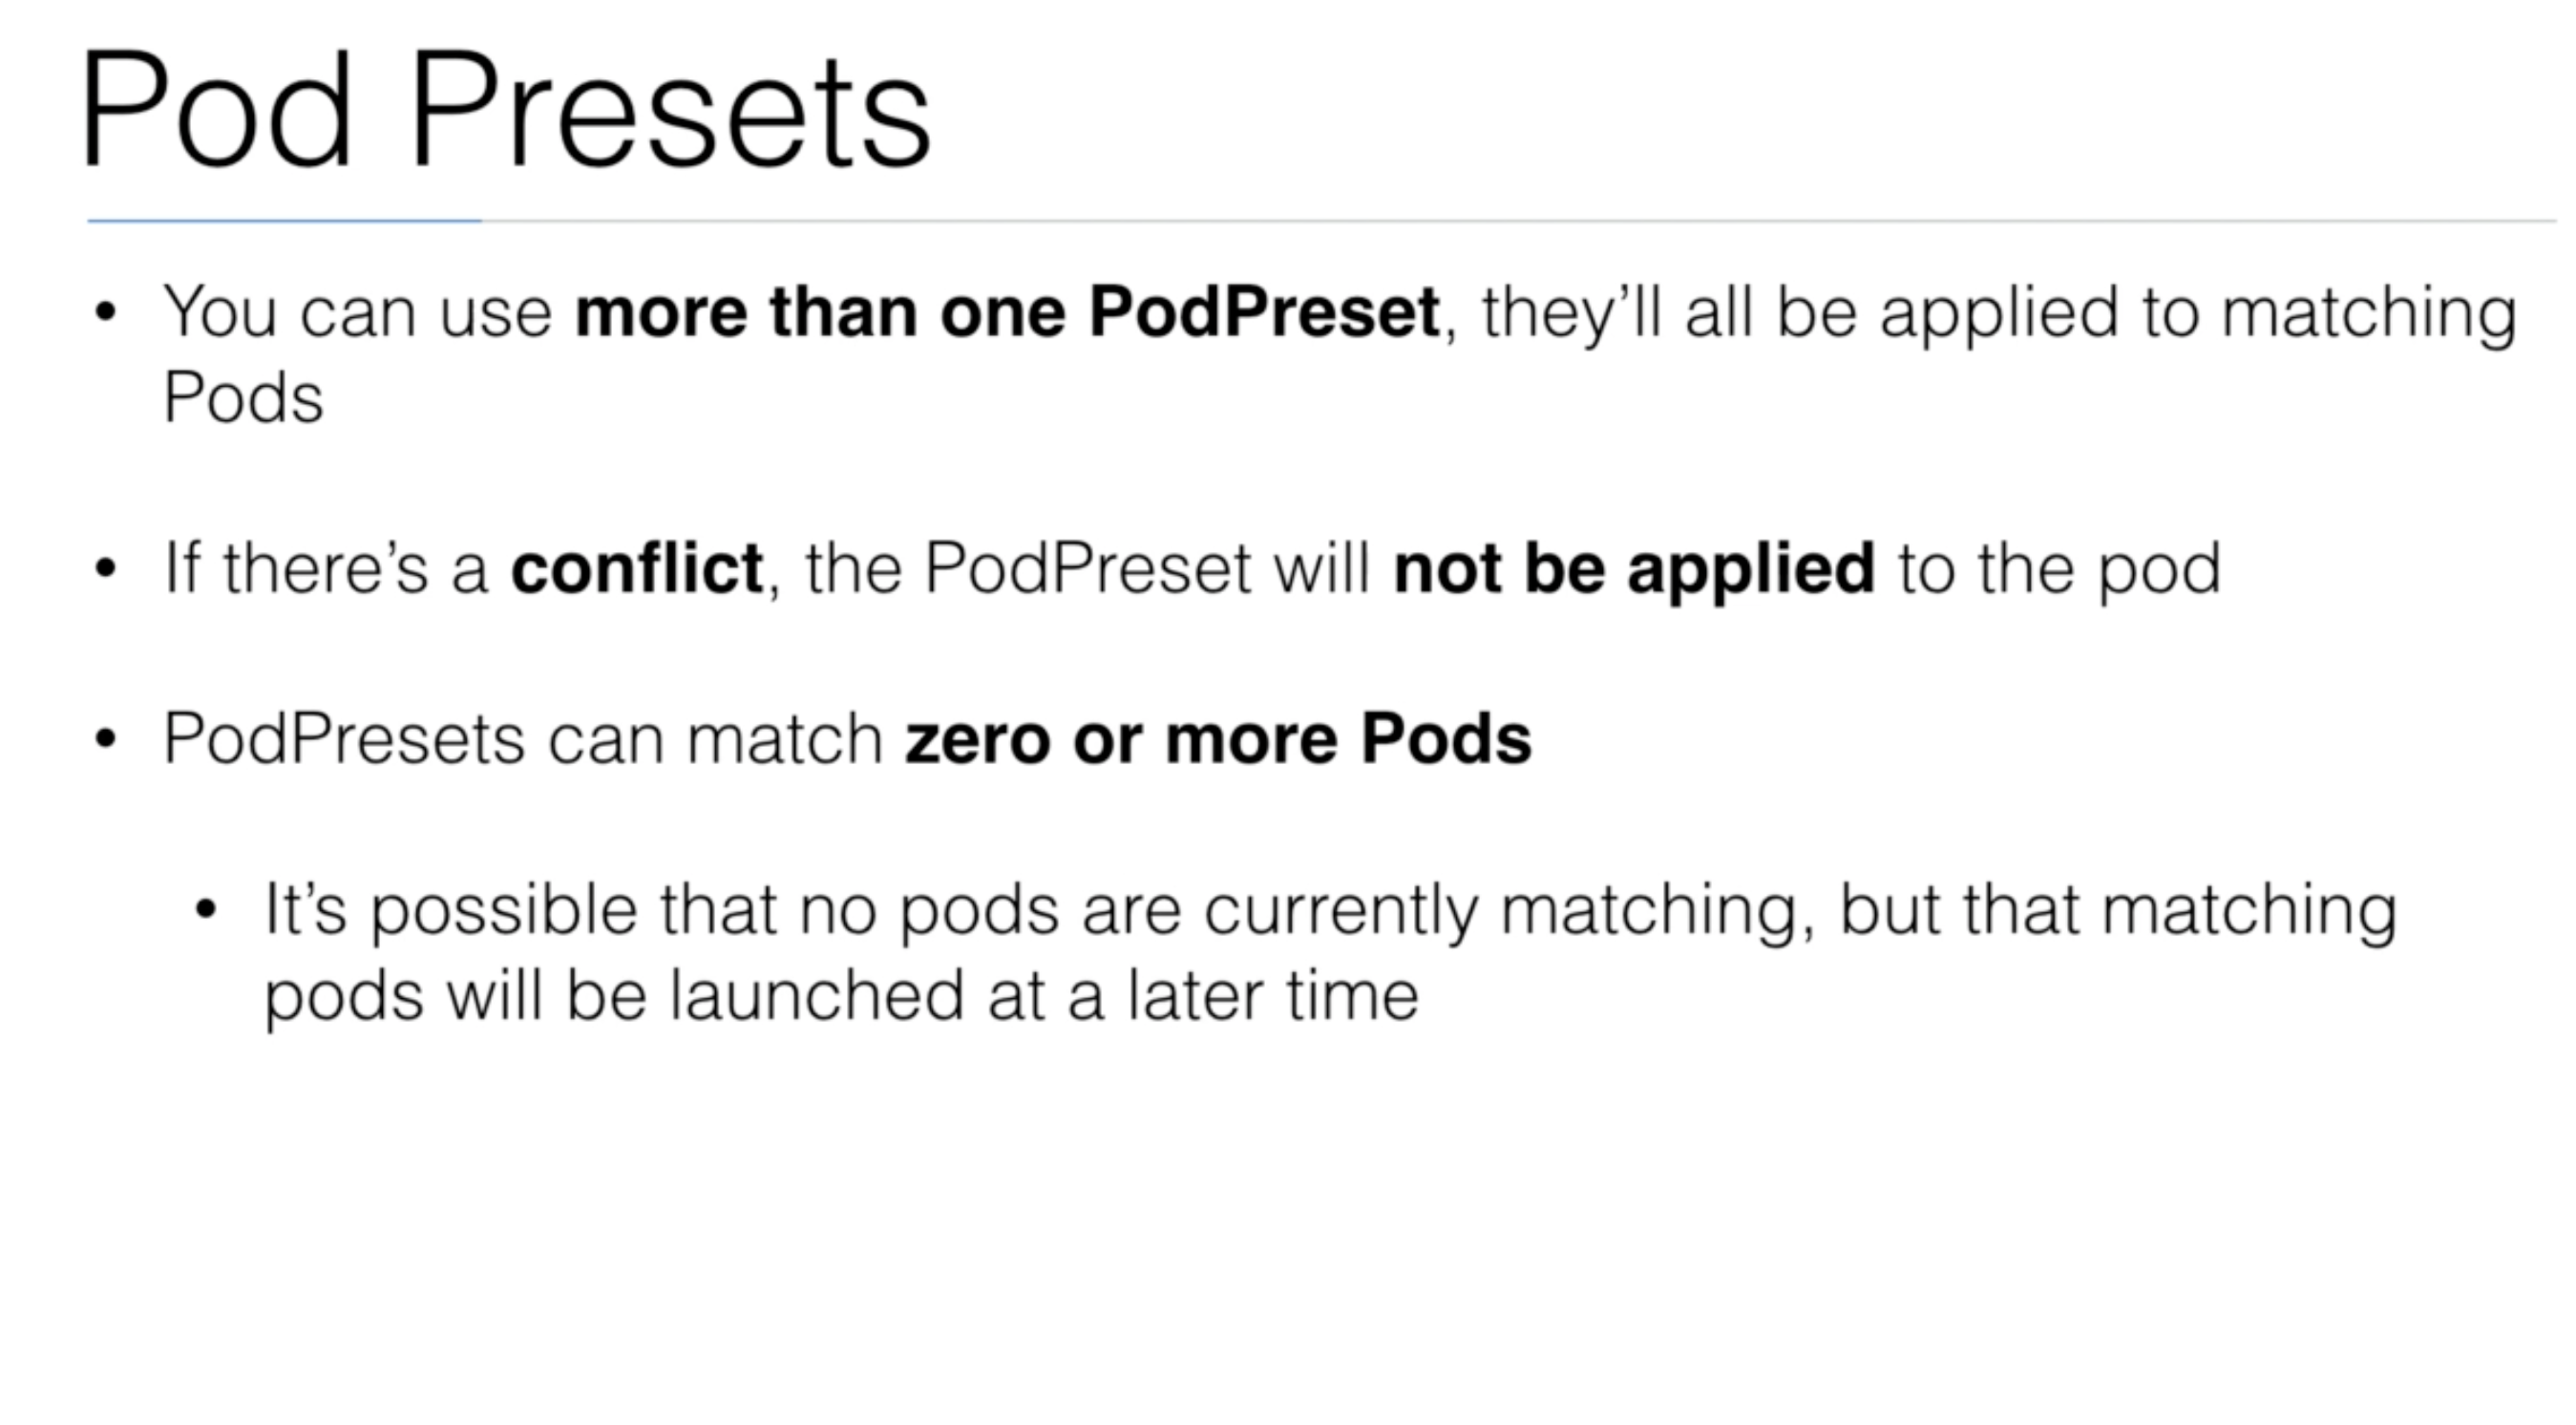 Pod Presets
• You can use more than one PodPreset, they’ll all be applied to matching
Pods
• If there’s a conflict, the PodPreset will not be applied to the pod
• PodPresets can match zero or more Pods
• It’s possible that no pods are currently matching, but that matching
pods will be launched at a later time